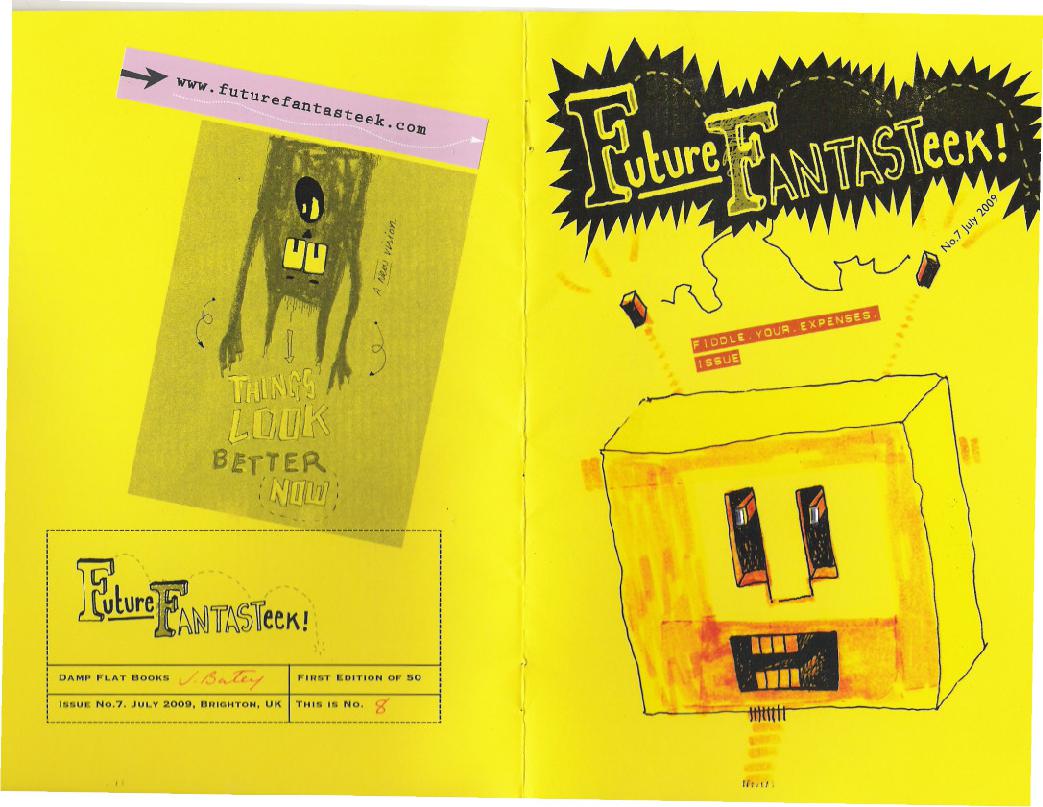 www.futurefantasteek.com
A New vision
THINGS
LOOK
BETTER
NOW
Future FANTASTeek!
DAMP FLAT BOOKS J. Batey
FIRST EDITION OF 50
ISSUE No.7. JULY 2009, BRIGHTON, UK
THIS IS No. 8
Future FANTASTeek!
No.7 July 2009
FIDDLE.YOUR.EXPENSES.
ISSUE